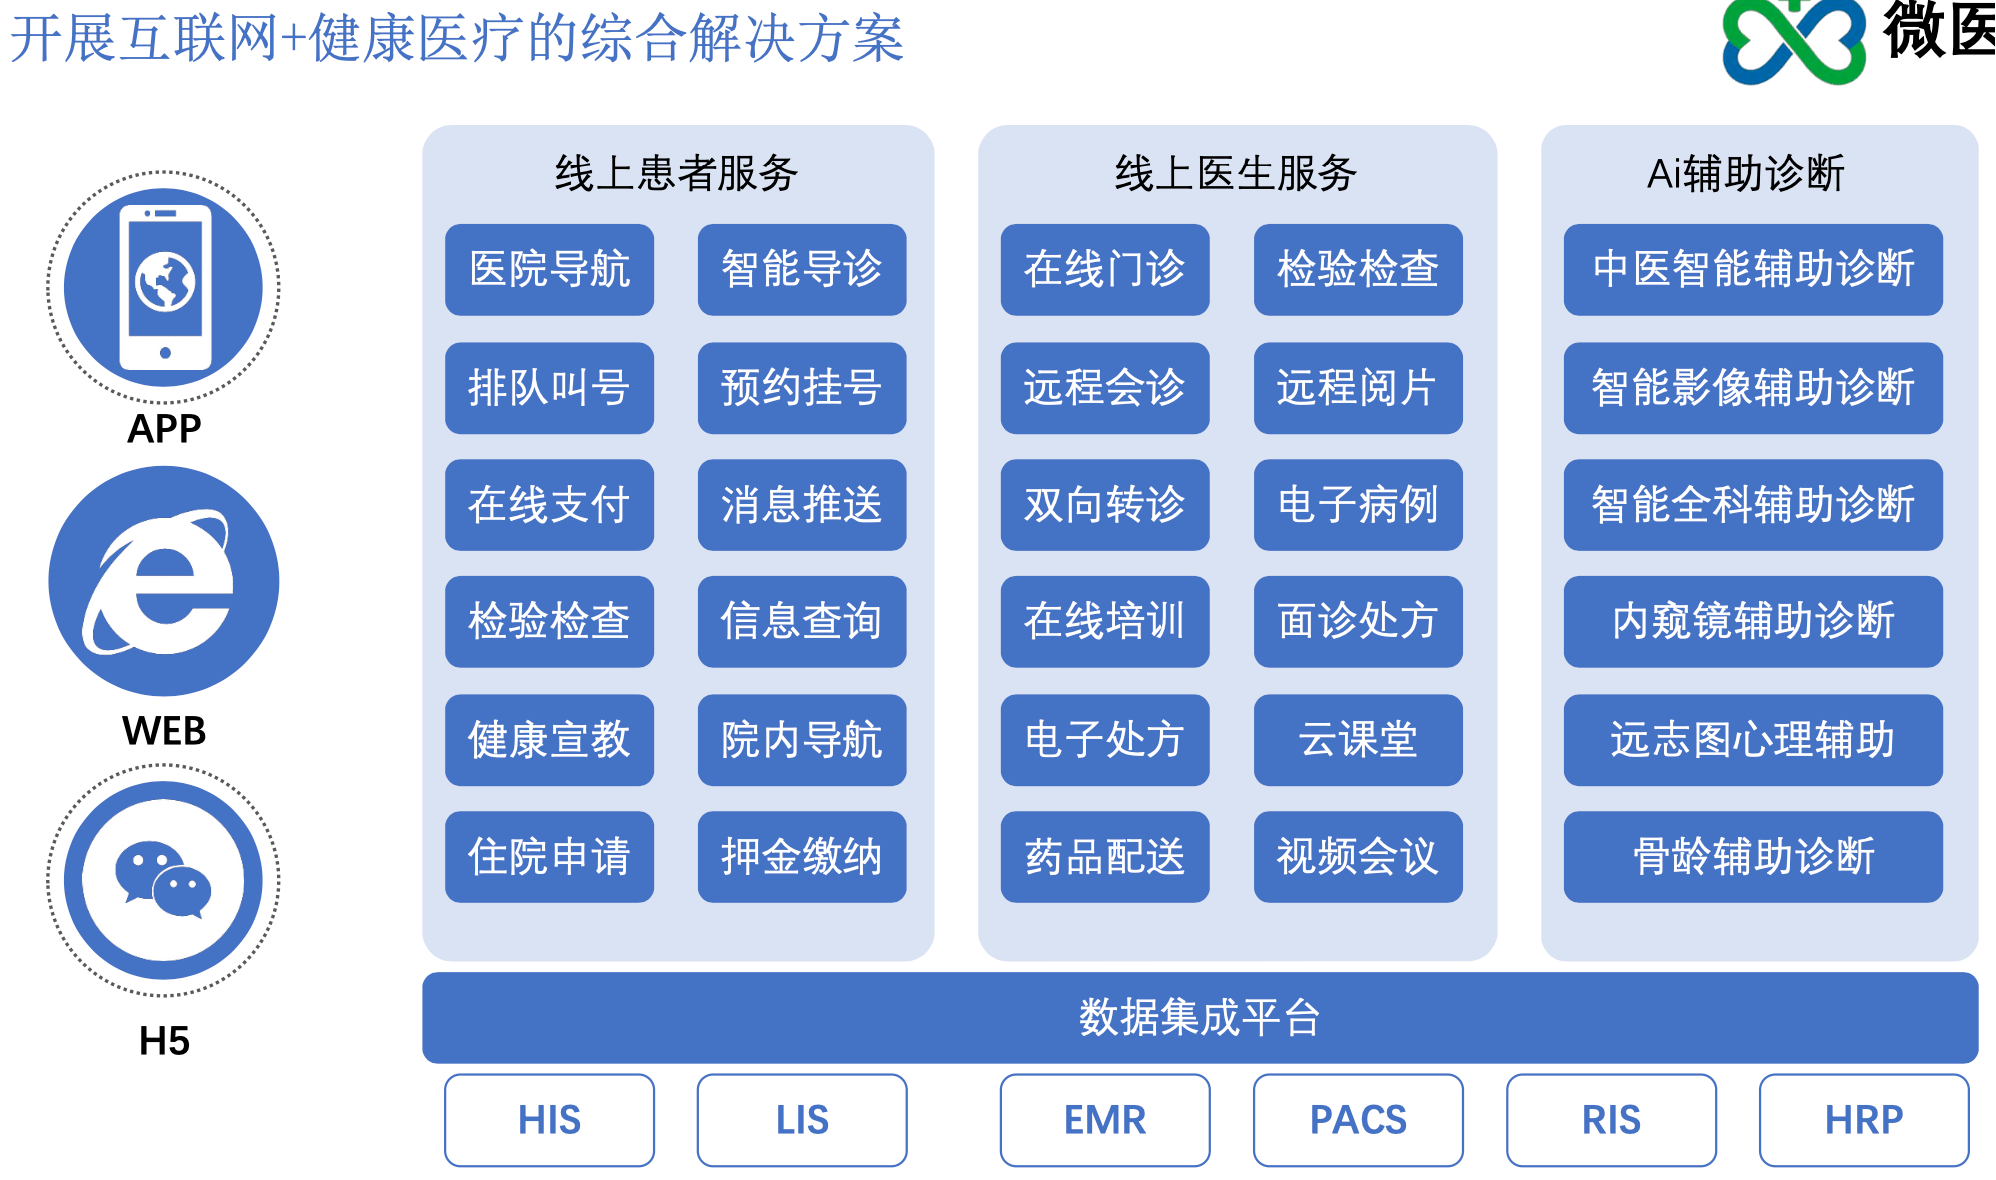 开展互联网+健康医疗的综合解决方案
微医
APP
WEB
H5
线上患者服务
医院导航
智能导诊
排队叫号
预约挂号
在线支付
消息推送
检验检查
信息查询
健康宣教
院内导航
住院申请
押金缴纳
线上医生服务
在线门诊
检验检查
远程会诊
远程阅片
双向转诊
电子病例
在线培训
面诊处方
电子处方
云课堂
药品配送
视频会议
Ai辅助诊断
中医智能辅助诊断
智能影像辅助诊断
智能全科辅助诊断
内窥镜辅助诊断
远志图心理辅助
骨龄辅助诊断
数据集成平台
HIS
LIS
EMR
PACS
RIS
HRP